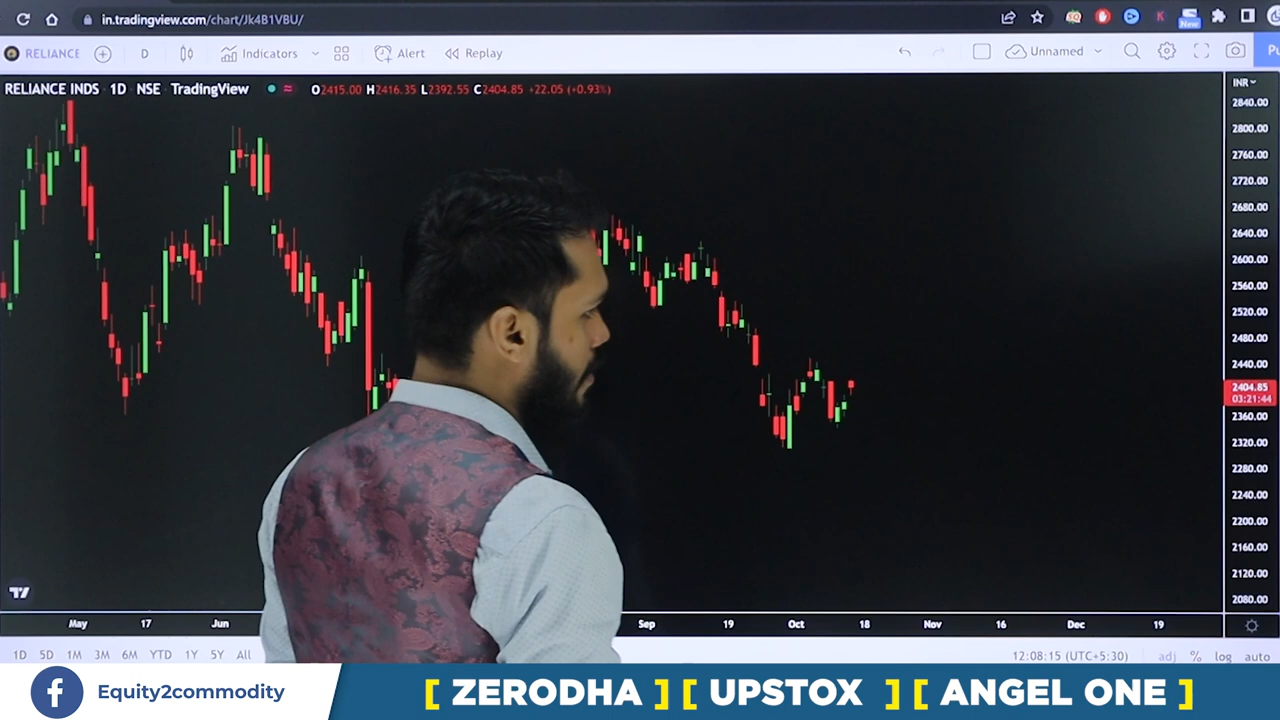 in.tradingview.com/chart/Jk4B1VBU/
New
RELIANCE D Indicators Alert Replay Unnamed
RELIANCE INDS 1D NSE TradingView O2415.00 H2416.35 L2392.55 C2404.85 +22.05 (+0.93%)
INR
2840.00
2800.00
2760.00
2720.00
2680.00
2640.00
2600.00
2560.00
2520.00
2480.00
2440.00
2404.85
03:21:44
2360.00
2320.00
2280.00
2240.00
2200.00
2160.00
2120.00
2080.00
May 17 Jun Sep 19 Oct 18 Nov 16 Dec 19
1D 5D 1M 3M 6M YTD 1Y 5Y All 12:08:15 (UTC+5:30) adj % log auto
Equity2commodity
[ ZERODHA ] [ UPSTOX ] [ ANGEL ONE ]